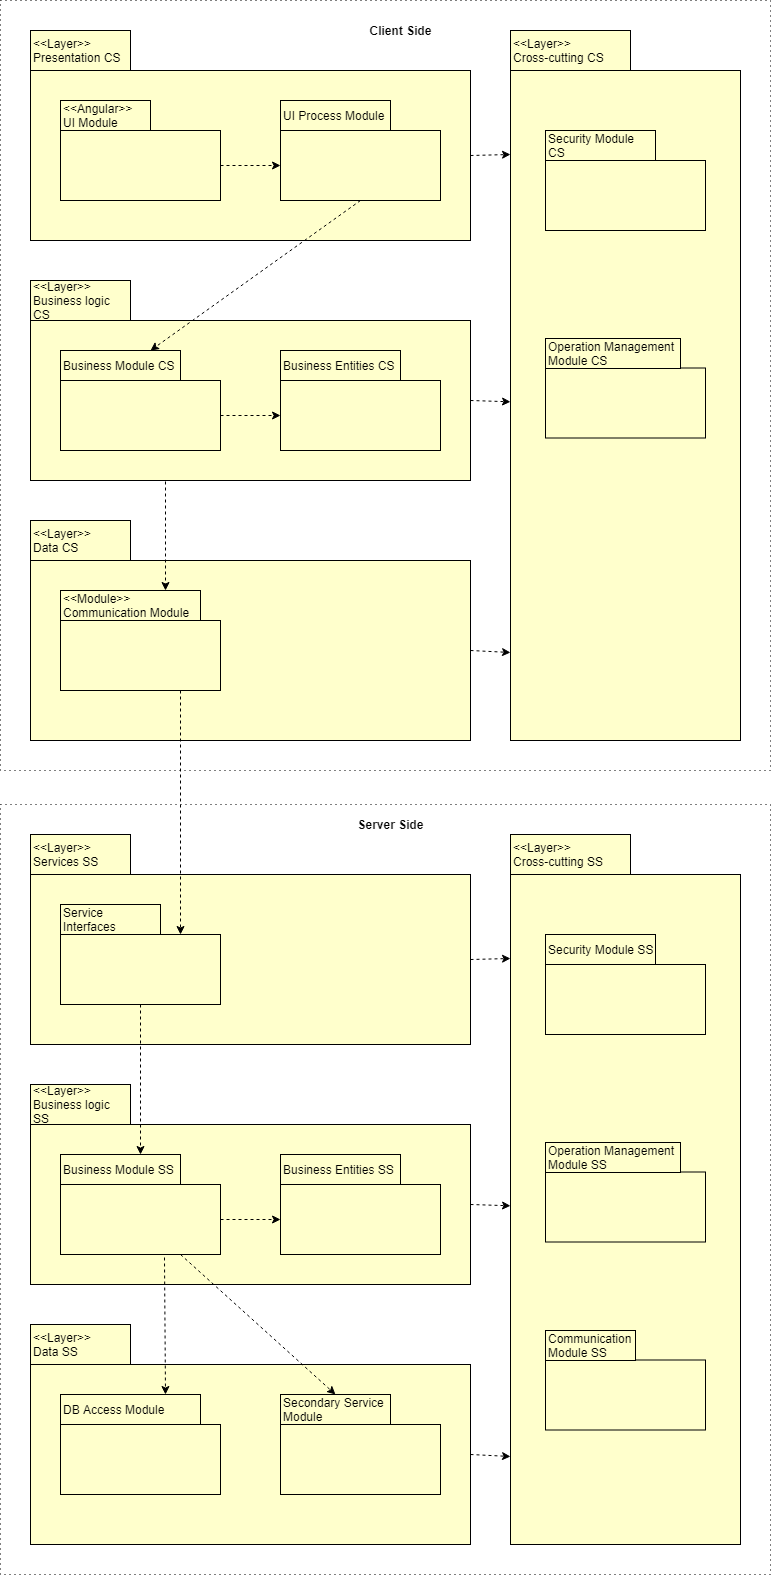 Client Side
<<Layer>>
Presentation CS
<<Layer>>
Cross-cutting CS
<<Angular>>
UI Module
UI Process Module
Security Module
CS
<<Layer>>
Business logic
CS
Business Module CS
Business Entities CS
Operation Management
Module CS
<<Layer>>
Data CS
<<Module>>
Communication Module
Server Side
<<Layer>>
Services SS
<<Layer>>
Cross-cutting SS
Service
Interfaces
Security Module SS
<<Layer>>
Business logic
SS
Business Module SS
Business Entities SS
Operation Management
Module SS
<<Layer>>
Data SS
Communication
Module SS
DB Access Module
Secondary Service
Module